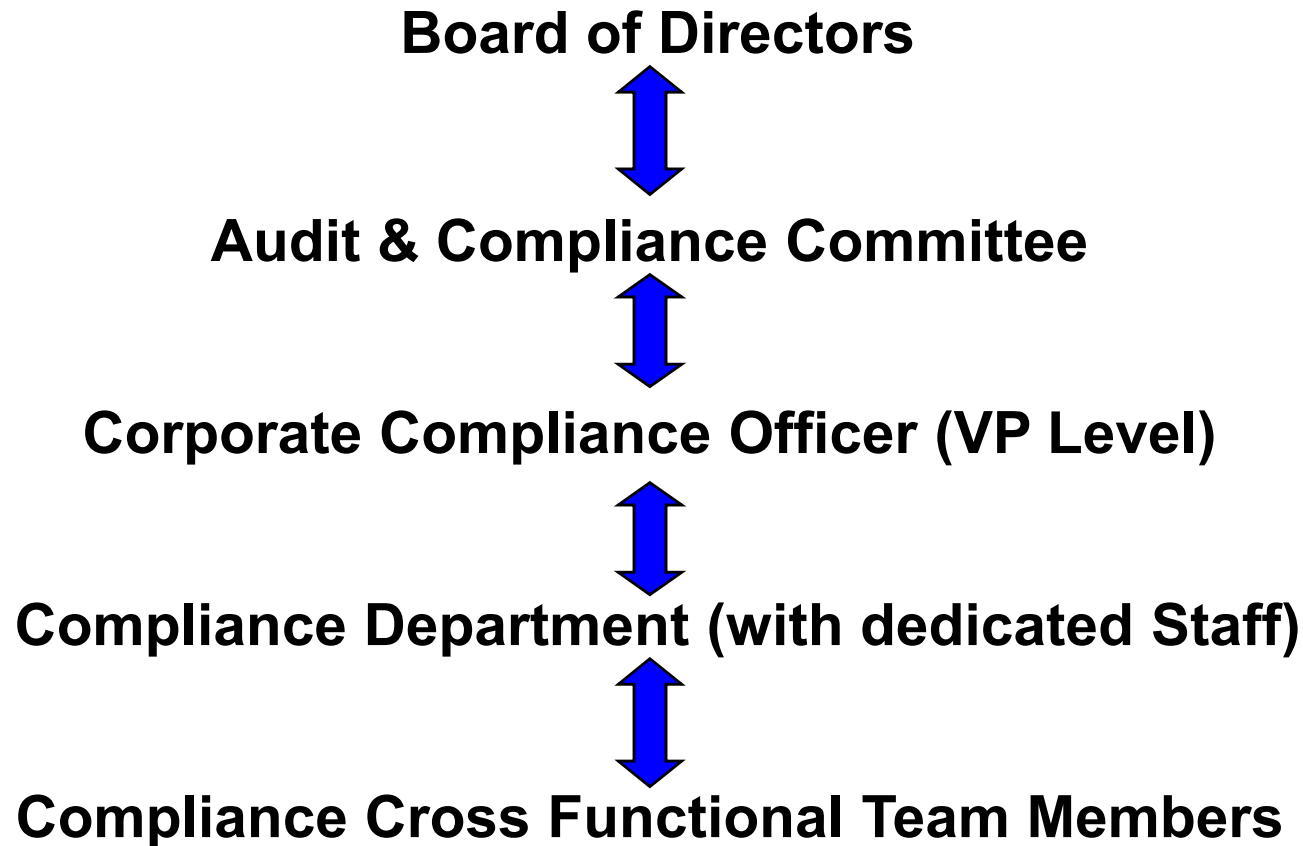 Board of Directors
Audit & Compliance Committee
Corporate Compliance Officer (VP Level)
Compliance Department (with dedicated Staff)
Compliance Cross Functional Team Members